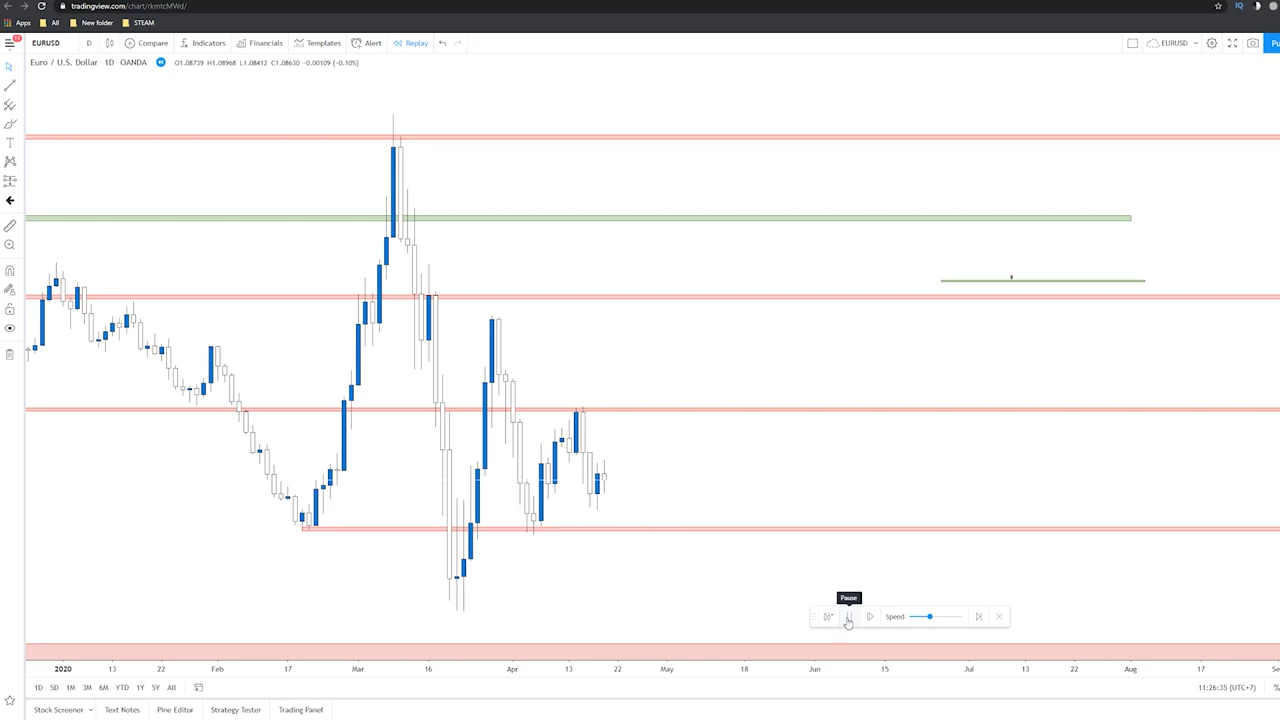 tradingview.com/chart/rkmtcMWd/
Apps All New folder STEAM
11
EURUSD D Compare Indicators Financials Templates Alert Replay EURUSD
Euro / U.S. Dollar · 1D · OANDA O1.08739 H1.08968 L1.08412 C1.08630 −0.00109 (−0.10%)
Pause
Speed
2020 13 22 Feb 17 Mar 16 Apr 13 22 May 18 Jun 15 Jul 13 22 Aug 17
1D 5D 1M 3M 6M YTD 1Y 5Y All 11:26:35 (UTC+7) %
Stock Screener Text Notes Pine Editor Strategy Tester Trading Panel